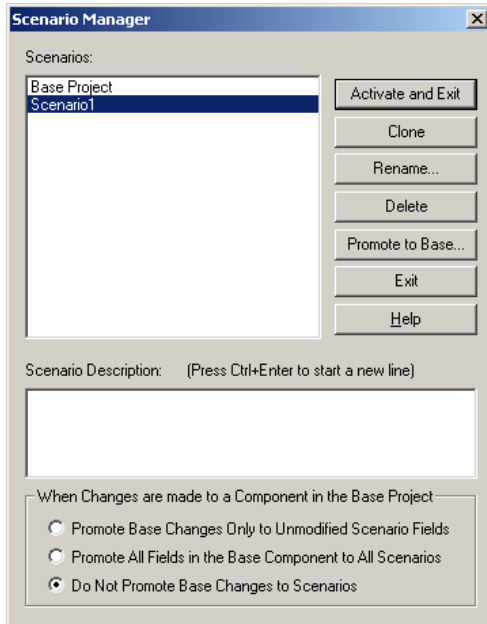 Scenario Manager
Scenarios:
Base Project
Scenario1
Activate and Exit
Clone
Rename...
Delete
Promote to Base...
Exit
Help
Scenario Description: (Press Ctrl+Enter to start a new line)
When Changes are made to a Component in the Base Project
Promote Base Changes Only to Unmodified Scenario Fields
Promote All Fields in the Base Component to All Scenarios
Do Not Promote Base Changes to Scenarios